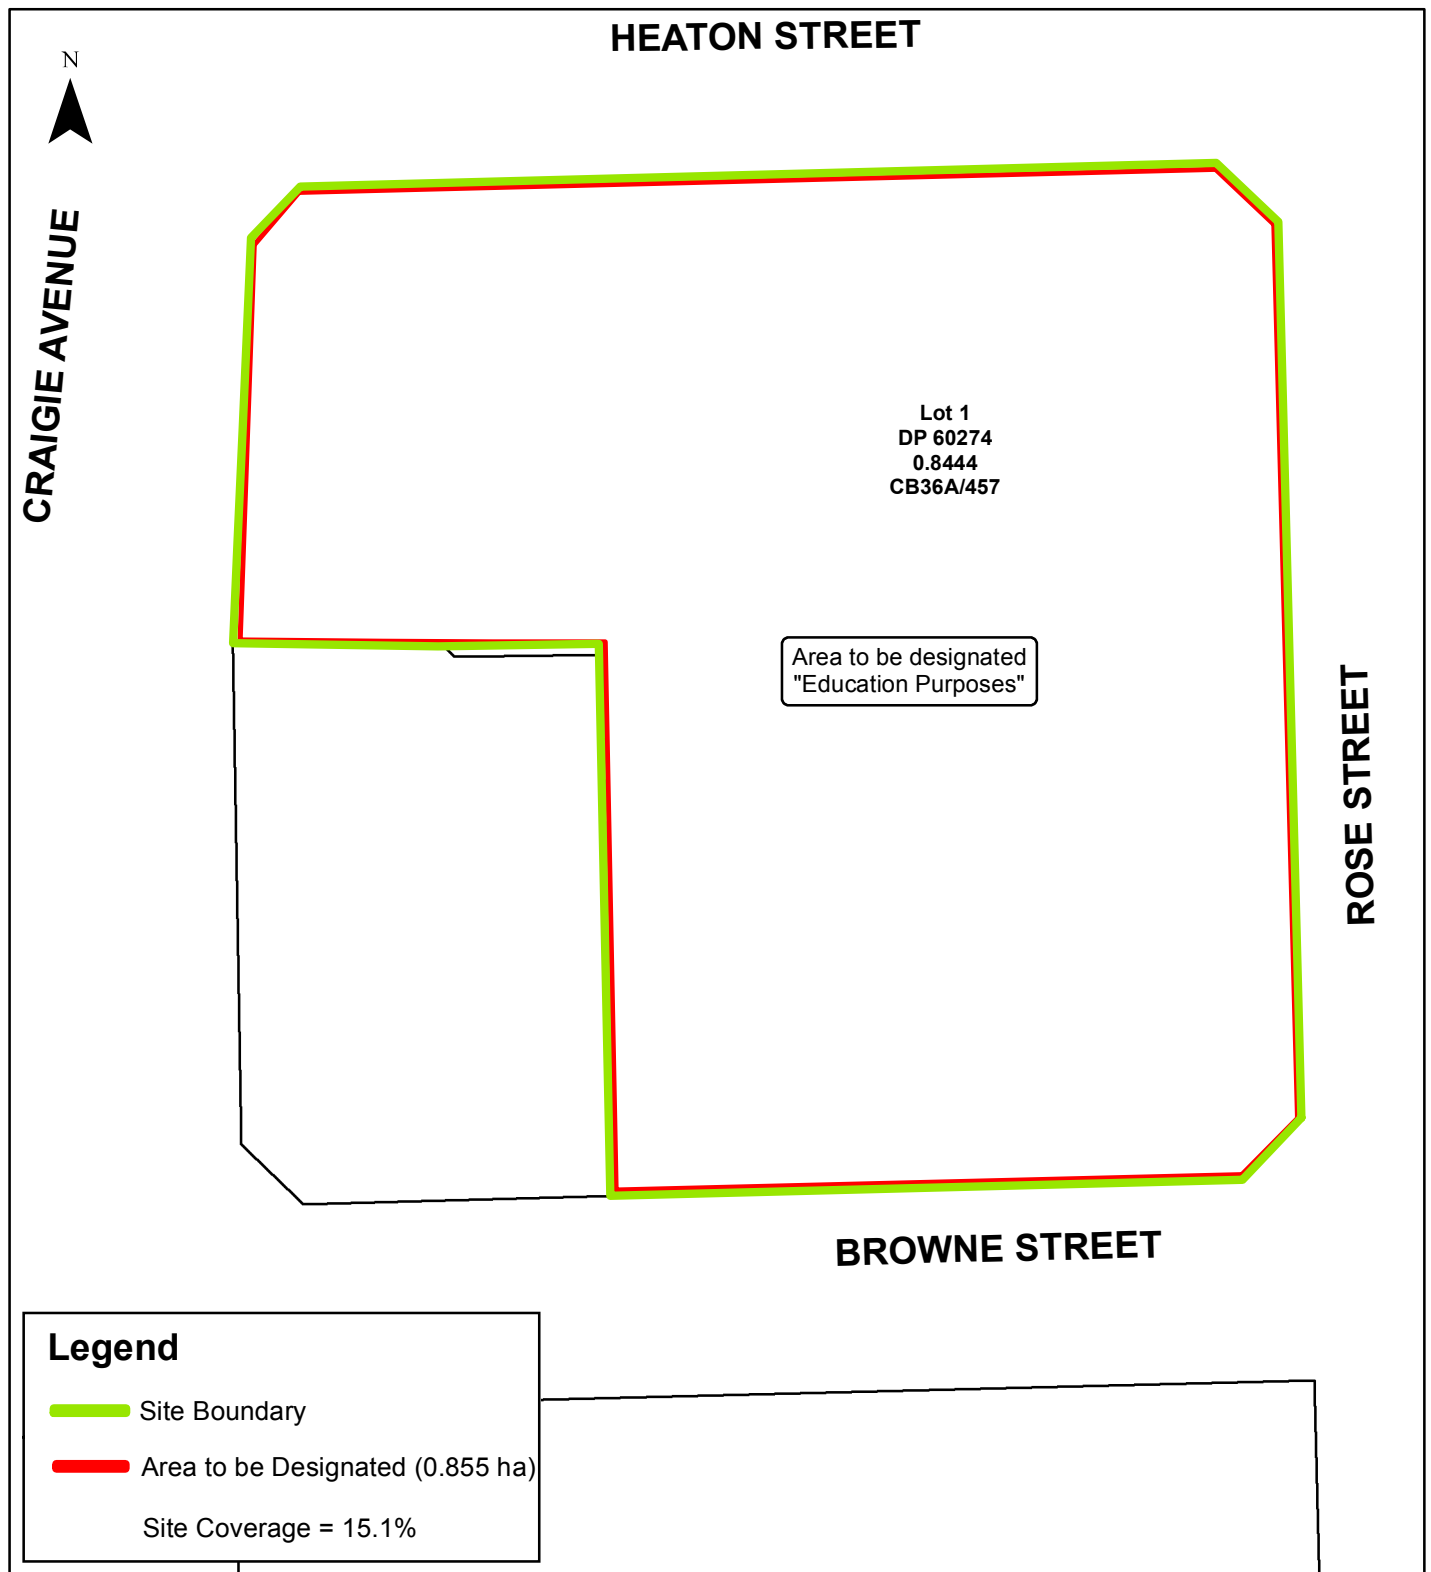 HEATON STREET
N
CRAIGIE AVENUE
Lot 1
DP 60274
0.8444
CB36A/457
Area to be designated
"Education Purposes"
ROSE STREET
BROWNE STREET
Legend
Site Boundary
Area to be Designated (0.855 ha)
Site Coverage = 15.1%